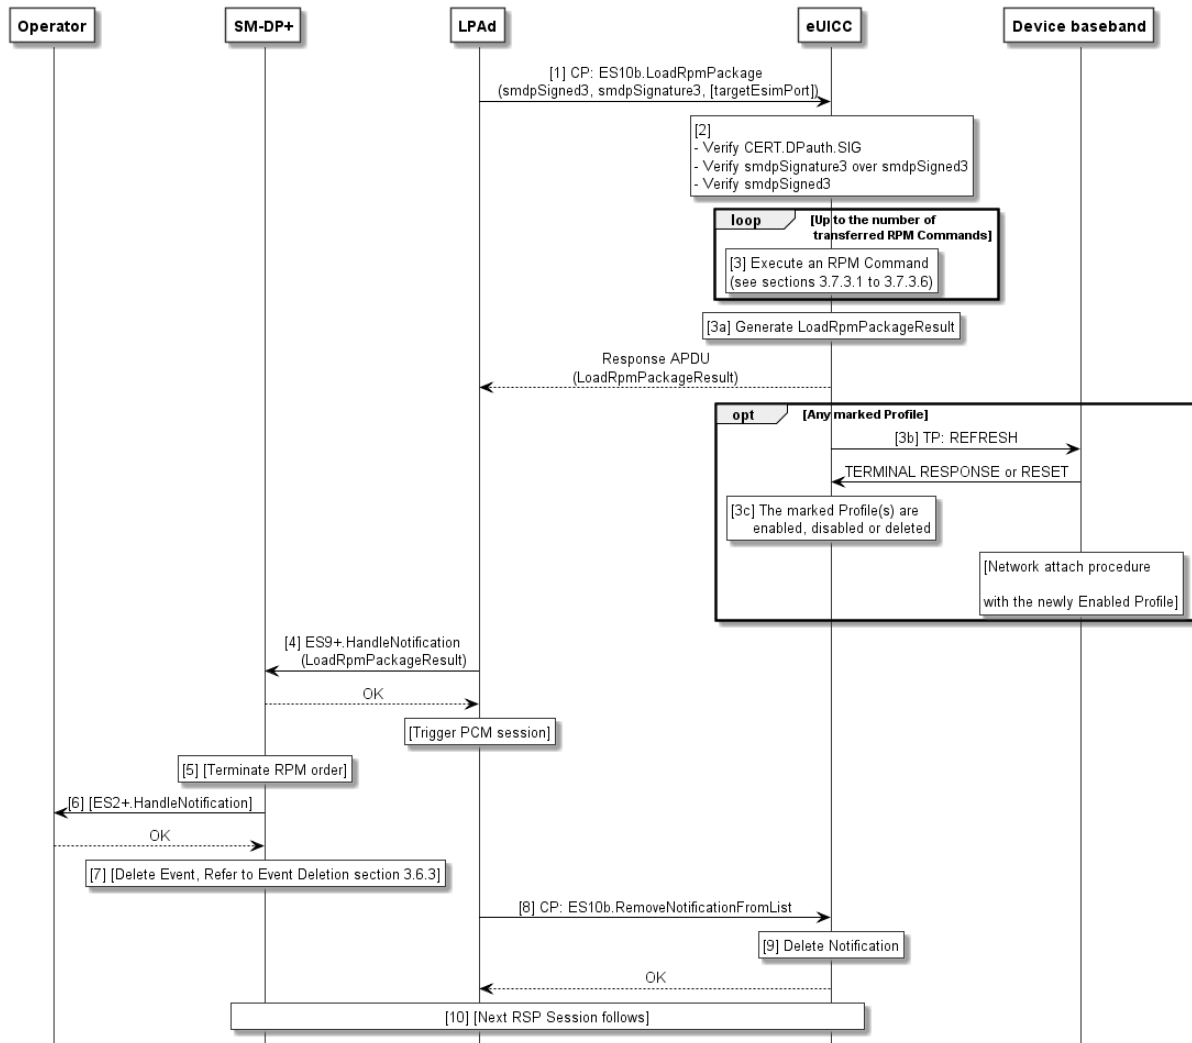 Operator
SM-DP+
LPAd
eUICC
Device baseband
[1] CP: ES10b.LoadRpmPackage
(smdpSigned3, smdpSignature3, [targetEsimPort])
[2]
- Verify CERT.DPauth.SIG
- Verify smdpSignature3 over smdpSigned3
- Verify smdpSigned3
loop
[Up to the number of
transferred RPM Commands]
[3] Execute an RPM Command
(see sections 3.7.3.1 to 3.7.3.6)
[3a] Generate LoadRpmPackageResult
Response APDU
(LoadRpmPackageResult)
opt
[Any marked Profile]
[3b] TP: REFRESH
TERMINAL RESPONSE or RESET
[3c] The marked Profile(s) are
enabled, disabled or deleted
[Network attach procedure
with the newly Enabled Profile]
[4] ES9+.HandleNotification
(LoadRpmPackageResult)
OK
[Trigger PCM session]
[5] [Terminate RPM order]
[6] [ES2+.HandleNotification]
OK
[7] [Delete Event, Refer to Event Deletion section 3.6.3]
[8] CP: ES10b.RemoveNotificationFromList
[9] Delete Notification
OK
[10] [Next RSP Session follows]